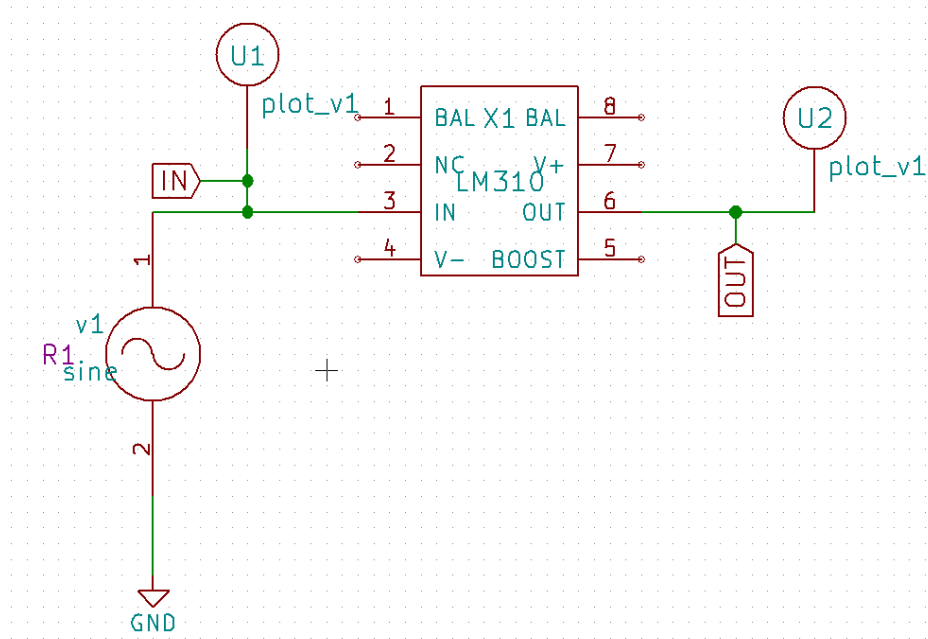 U1
plot_v1
IN
1
2
3
4
BAL X1 BAL
NC V+
LM310
IN OUT
V- BOOST
8
7
6
5
U2
plot_v1
OUT
1
v1
R1
sine
2
GND